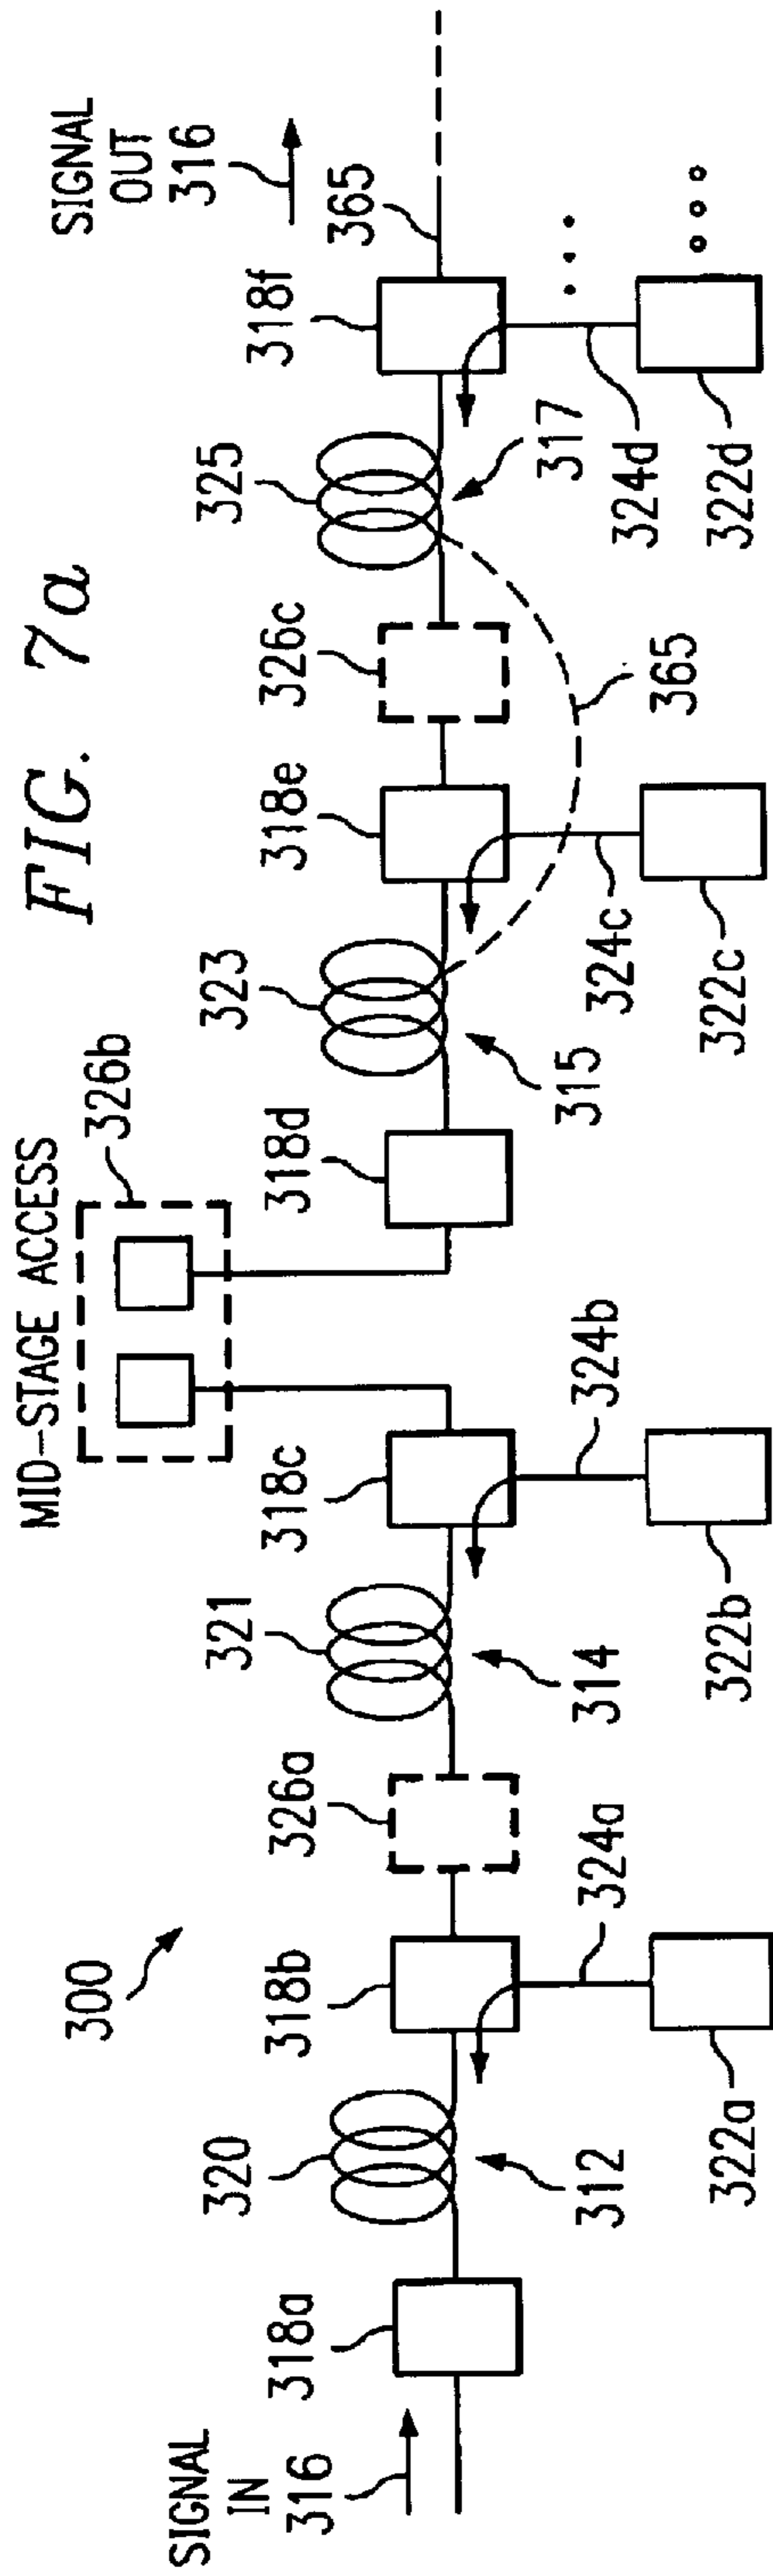 FIG. 7a
300
SIGNAL
IN
316
318a
320
312
318b
324a
322a
326a
321
314
318c
324b
322b
MID-STAGE ACCESS
326b
318d
323
315
318e
324c
322c
326c
365
325
317
318f
324d
322d
365
SIGNAL
OUT
316